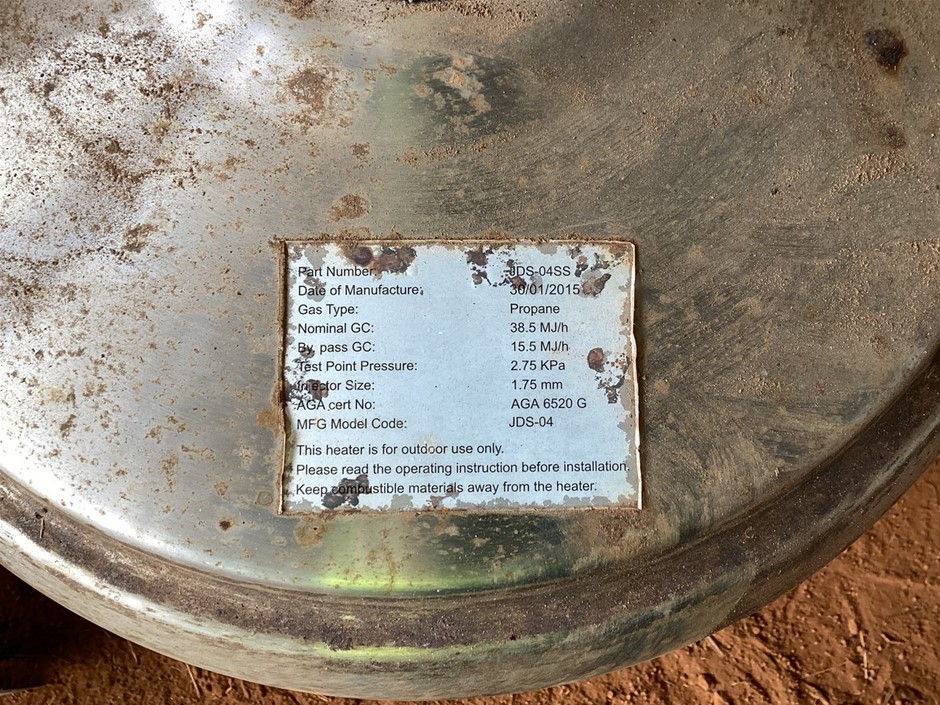 Part Number: JDS-04SS
Date of Manufacture: 30/01/2015
Gas Type: Propane
Nominal GC: 38.5 MJ/h
By, pass GC: 15.5 MJ/h
Test Point Pressure: 2.75 KPa
Injector Size: 1.75 mm
AGA cert No: AGA 6520 G
MFG Model Code: JDS-04
This heater is for outdoor use only.
Please read the operating instruction before installation.
Keep combustible materials away from the heater.